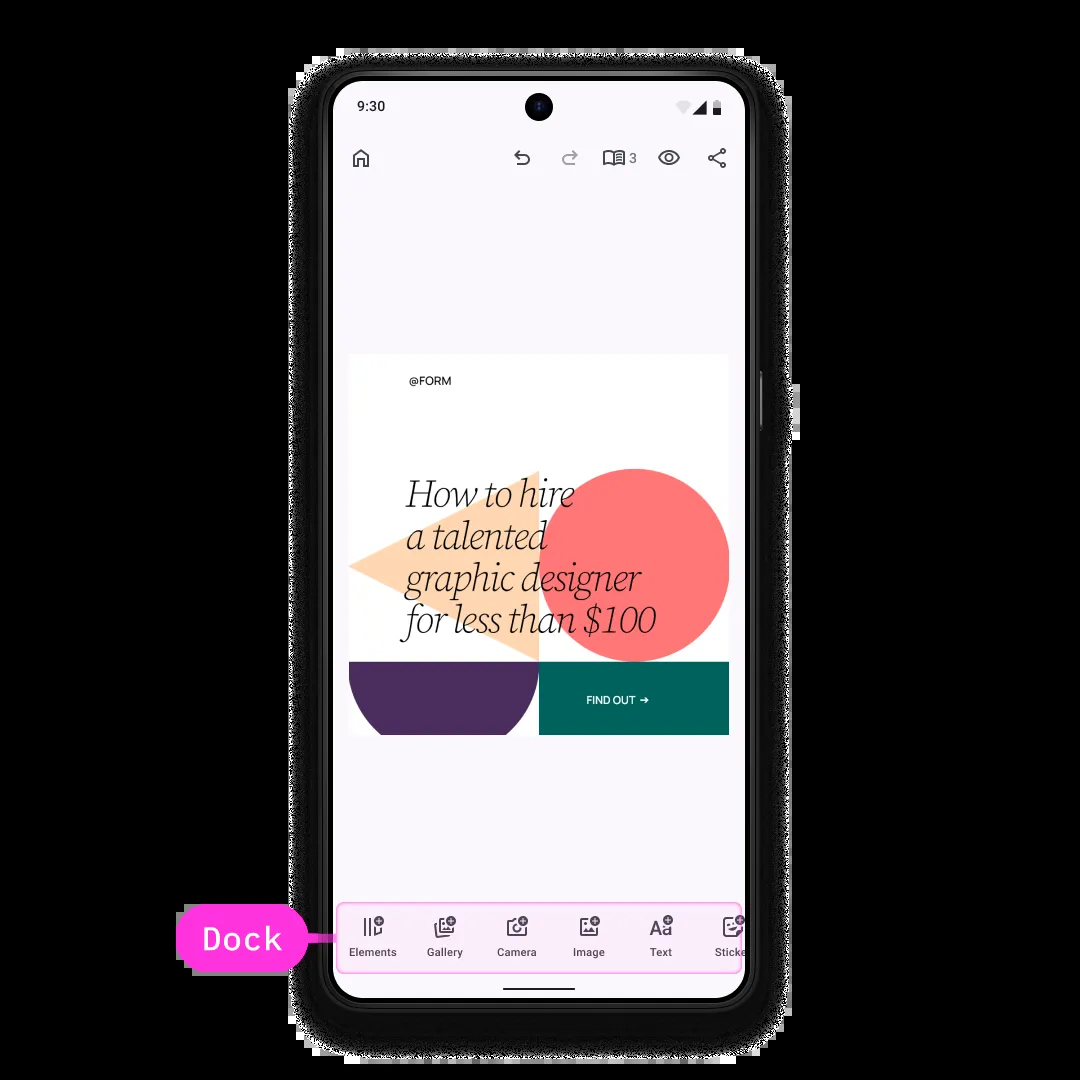 9:30
3
@FORM
How to hire
a talented
graphic designer
for less than $100
FIND OUT →
Dock
Elements Gallery Camera Image Text Sticke